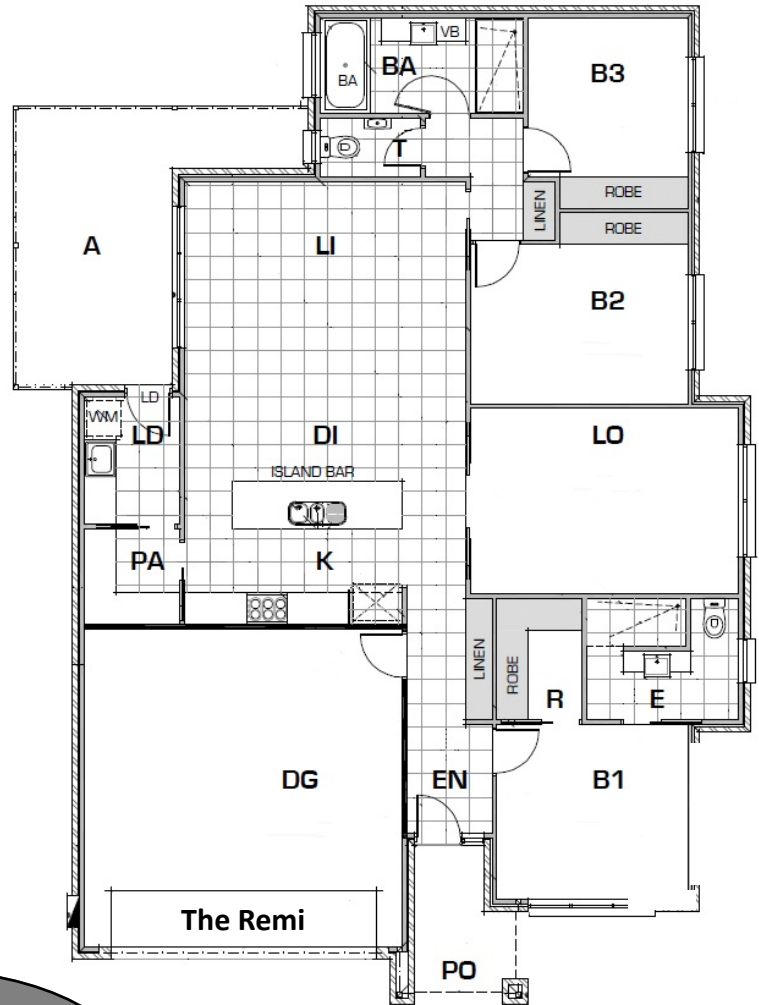 VB
BA
BA
B3
T
LINEN
ROBE
ROBE
A
LI
B2
LD
WM
LD
DI
LO
ISLAND BAR
PA
K
LINEN
ROBE
R
E
DG
EN
B1
The Remi
PO